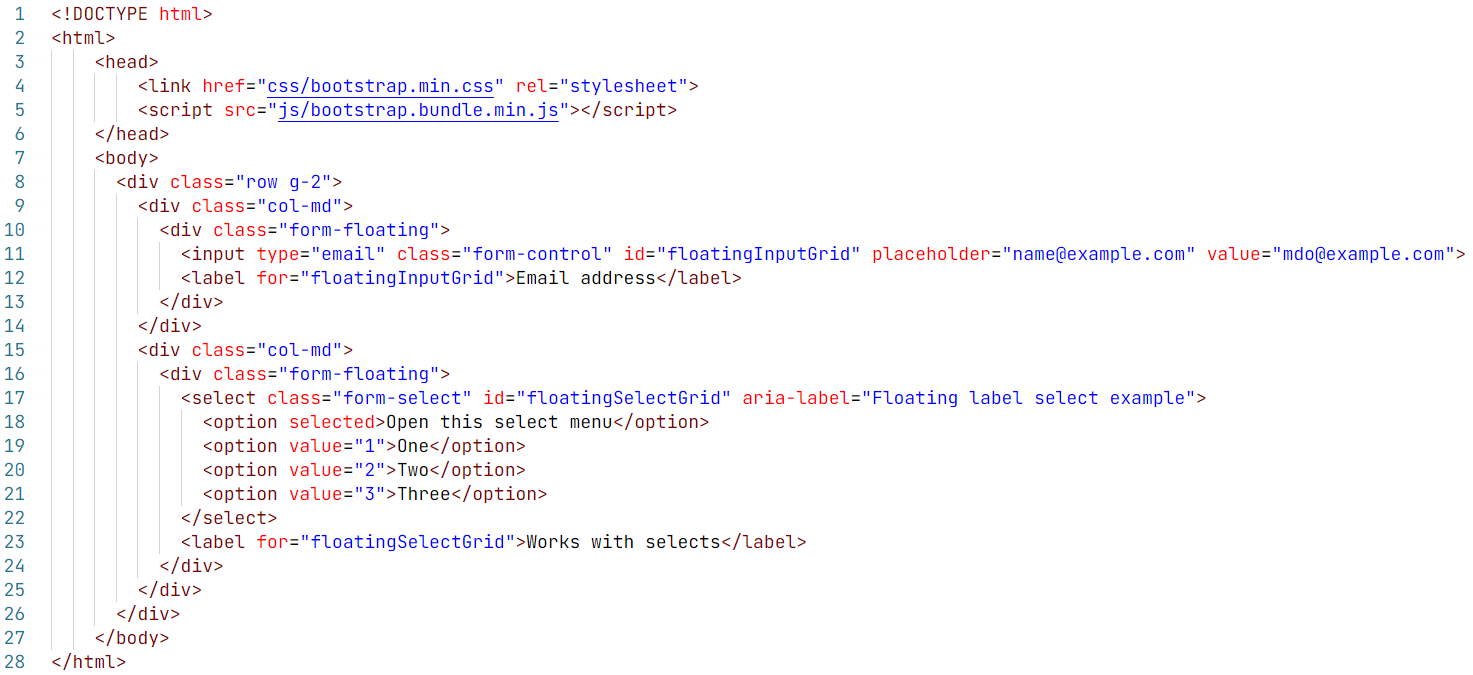 1 <!DOCTYPE html>
2 <html>
3     <head>
4         <link href="css/bootstrap.min.css" rel="stylesheet">
5         <script src="js/bootstrap.bundle.min.js"></script>
6     </head>
7     <body>
8       <div class="row g-2">
9         <div class="col-md">
10           <div class="form-floating">
11             <input type="email" class="form-control" id="floatingInputGrid" placeholder="name@example.com" value="mdo@example.com">
12             <label for="floatingInputGrid">Email address</label>
13           </div>
14         </div>
15         <div class="col-md">
16           <div class="form-floating">
17             <select class="form-select" id="floatingSelectGrid" aria-label="Floating label select example">
18               <option selected>Open this select menu</option>
19               <option value="1">One</option>
20               <option value="2">Two</option>
21               <option value="3">Three</option>
22             </select>
23             <label for="floatingSelectGrid">Works with selects</label>
24           </div>
25         </div>
26       </div>
27     </body>
28 </html>